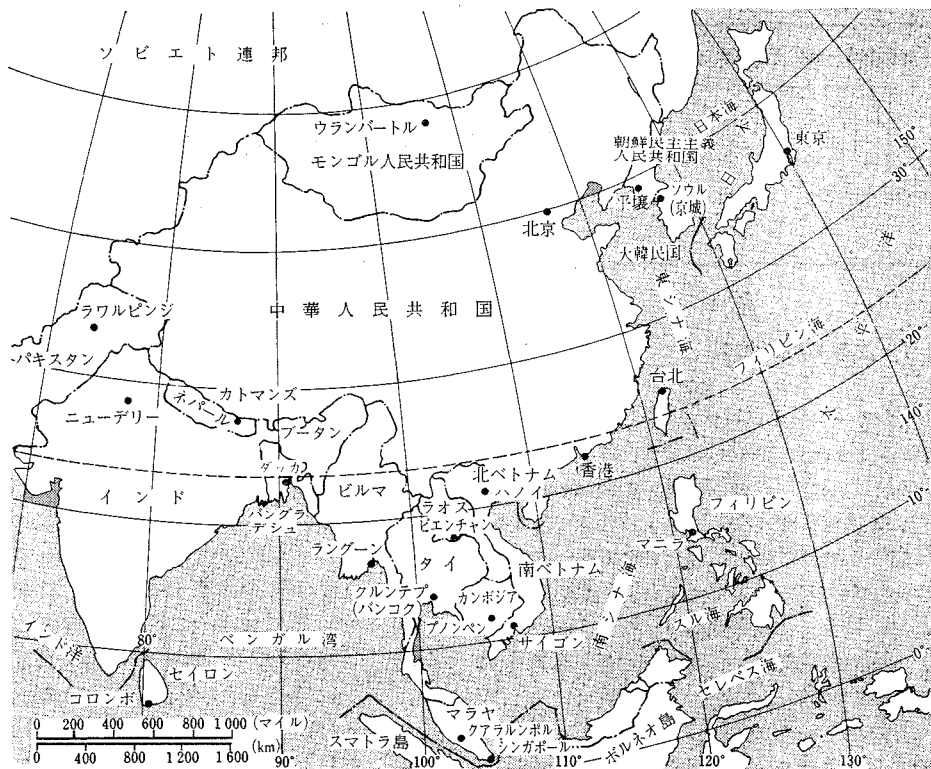 ソビエト連邦
ウランバートル
モンゴル人民共和国
日本海
朝鮮民主主義
人民共和国
日本
東京
150°
30°
平壌
ソウル
(京城)
北京
大韓民国
太平洋
東シナ海
ラワルピンジ
中華人民共和国
パキスタン
フィリピン海
20°
カトマンズ
ネパール
ブータン
ニューデリー
台北
140°
ダッカ
香港
インド
ビルマ
北ベトナム
ハノイ
10°
バングラ
デシュ
ラオス
ビエンチャン
フィリピン
マニラ
ラングーン
タイ
南ベトナム
クルンテプ
(バンコク)
カンボジア
プノンペン
サイゴン
南シナ海
スル海
インド洋
80°
ベンガル湾
セイロン
コロンボ
セレベス海
0°
マラヤ
クアラルンポル
シンガポール
スマトラ島
ボルネオ島
0 200 400 600 800 1 000 (マイル)
0 400 800 1 200 1 600 (km)
90°
100°
110°
120°
130°